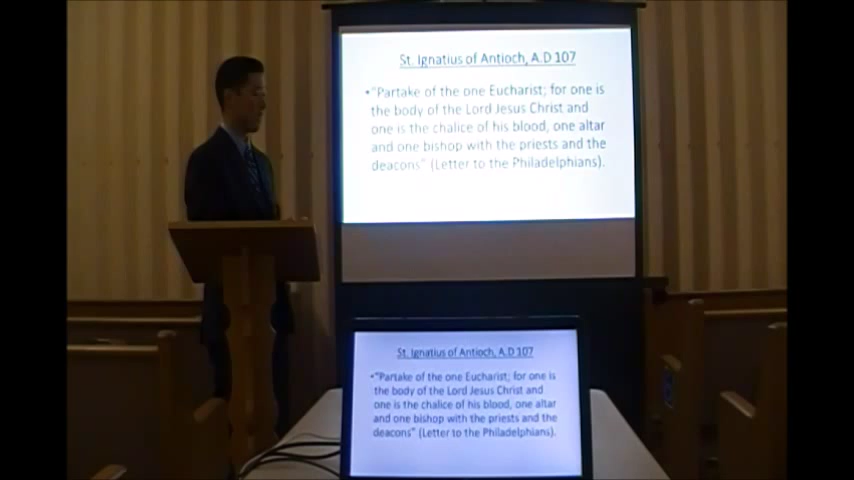 St. Ignatius of Antioch, A.D 107
•"Partake of the one Eucharist; for one is
the body of the Lord Jesus Christ and
one is the chalice of his blood, one altar
and one bishop with the priests and the
deacons" (Letter to the Philadelphians).
St. Ignatius of Antioch, A.D 107
•"Partake of the one Eucharist; for one is
the body of the Lord Jesus Christ and
one is the chalice of his blood, one altar
and one bishop with the priests and the
deacons" (Letter to the Philadelphians).